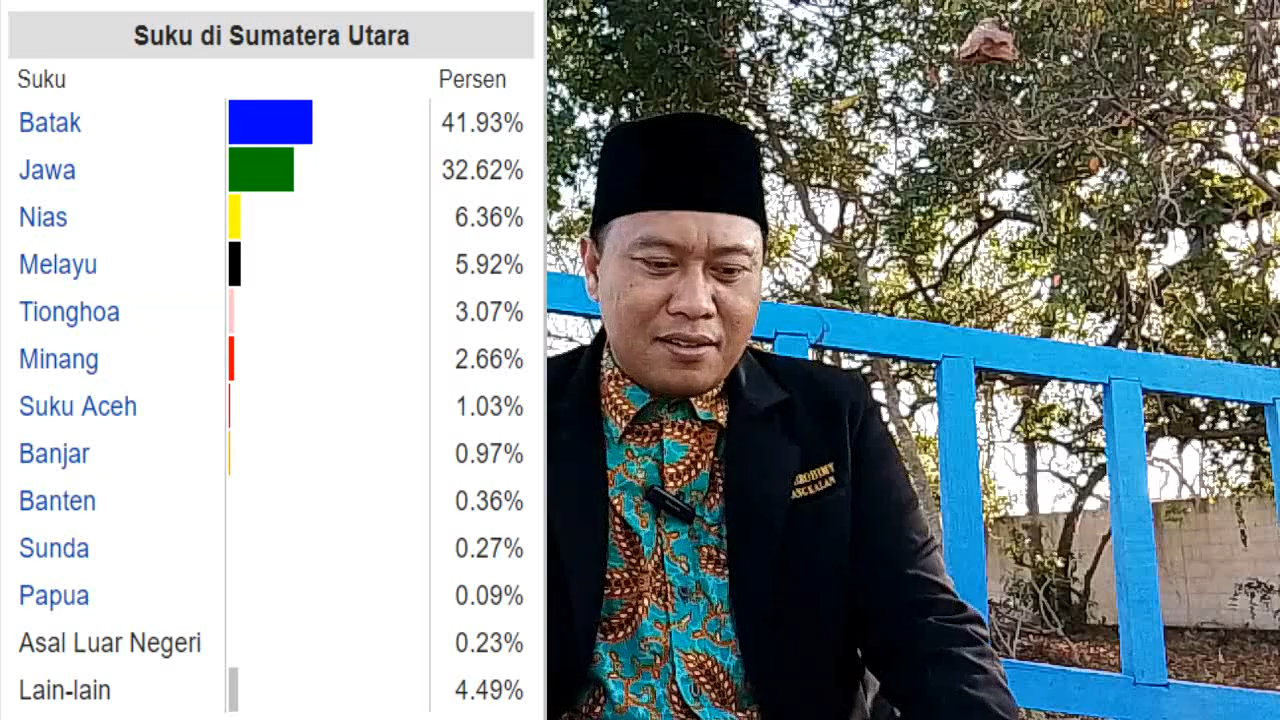 Suku di Sumatera Utara
Suku Persen
Batak 41.93%
Jawa 32.62%
Nias 6.36%
Melayu 5.92%
Tionghoa 3.07%
Minang 2.66%
Suku Aceh 1.03%
Banjar 0.97%
Banten 0.36%
Sunda 0.27%
Papua 0.09%
Asal Luar Negeri 0.23%
Lain-lain 4.49%